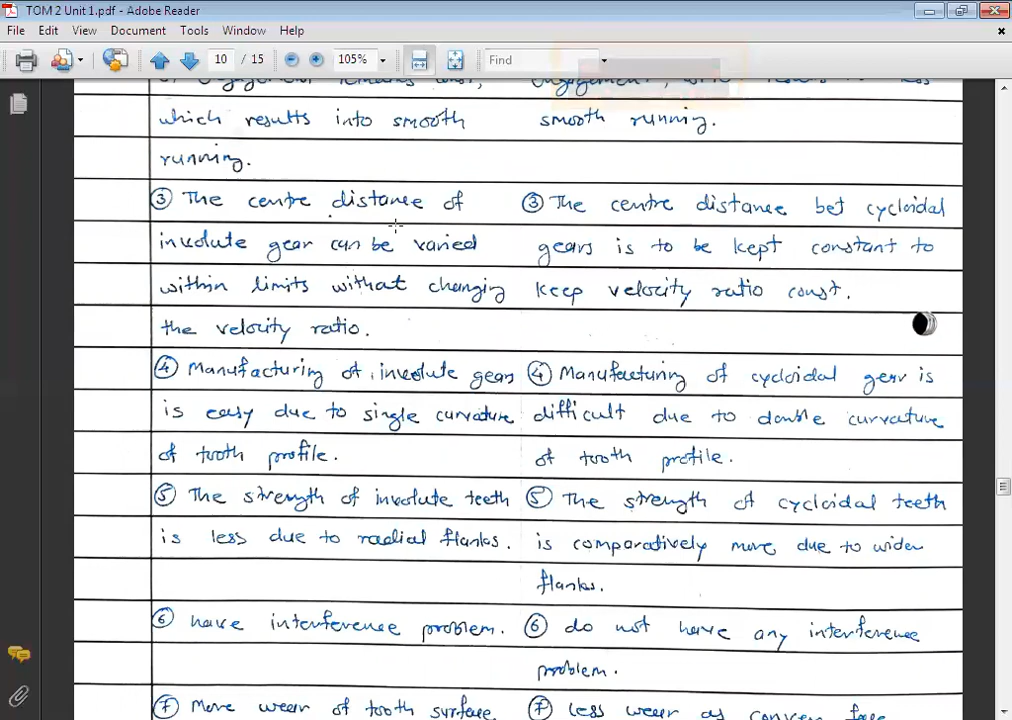 TOM 2 Unit 1.pdf - Adobe Reader
File Edit View Document Tools Window Help
10 / 15 105% Find
which results into smooth
running.
smooth running.
③ The centre distance of
involute gear can be varied
within limits without changing
the velocity ratio.
③ The centre distance bet cycloidal
gears is to be kept constant to
keep velocity ratio const.
④ Manufacturing of involute gears
is easy due to single curvature
of tooth profile.
④ Manufacturing of cycloidal gear is
difficult due to double curvature
of tooth profile.
⑤ The strength of involute teeth
is less due to radial flanks.
⑤ The strength of cycloidal teeth
is comparatively more due to wider
flanks.
⑥ have interference problem.
⑥ do not have any interference
problem.
⑦ More wear of tooth surface.
⑦ less wear as convex face